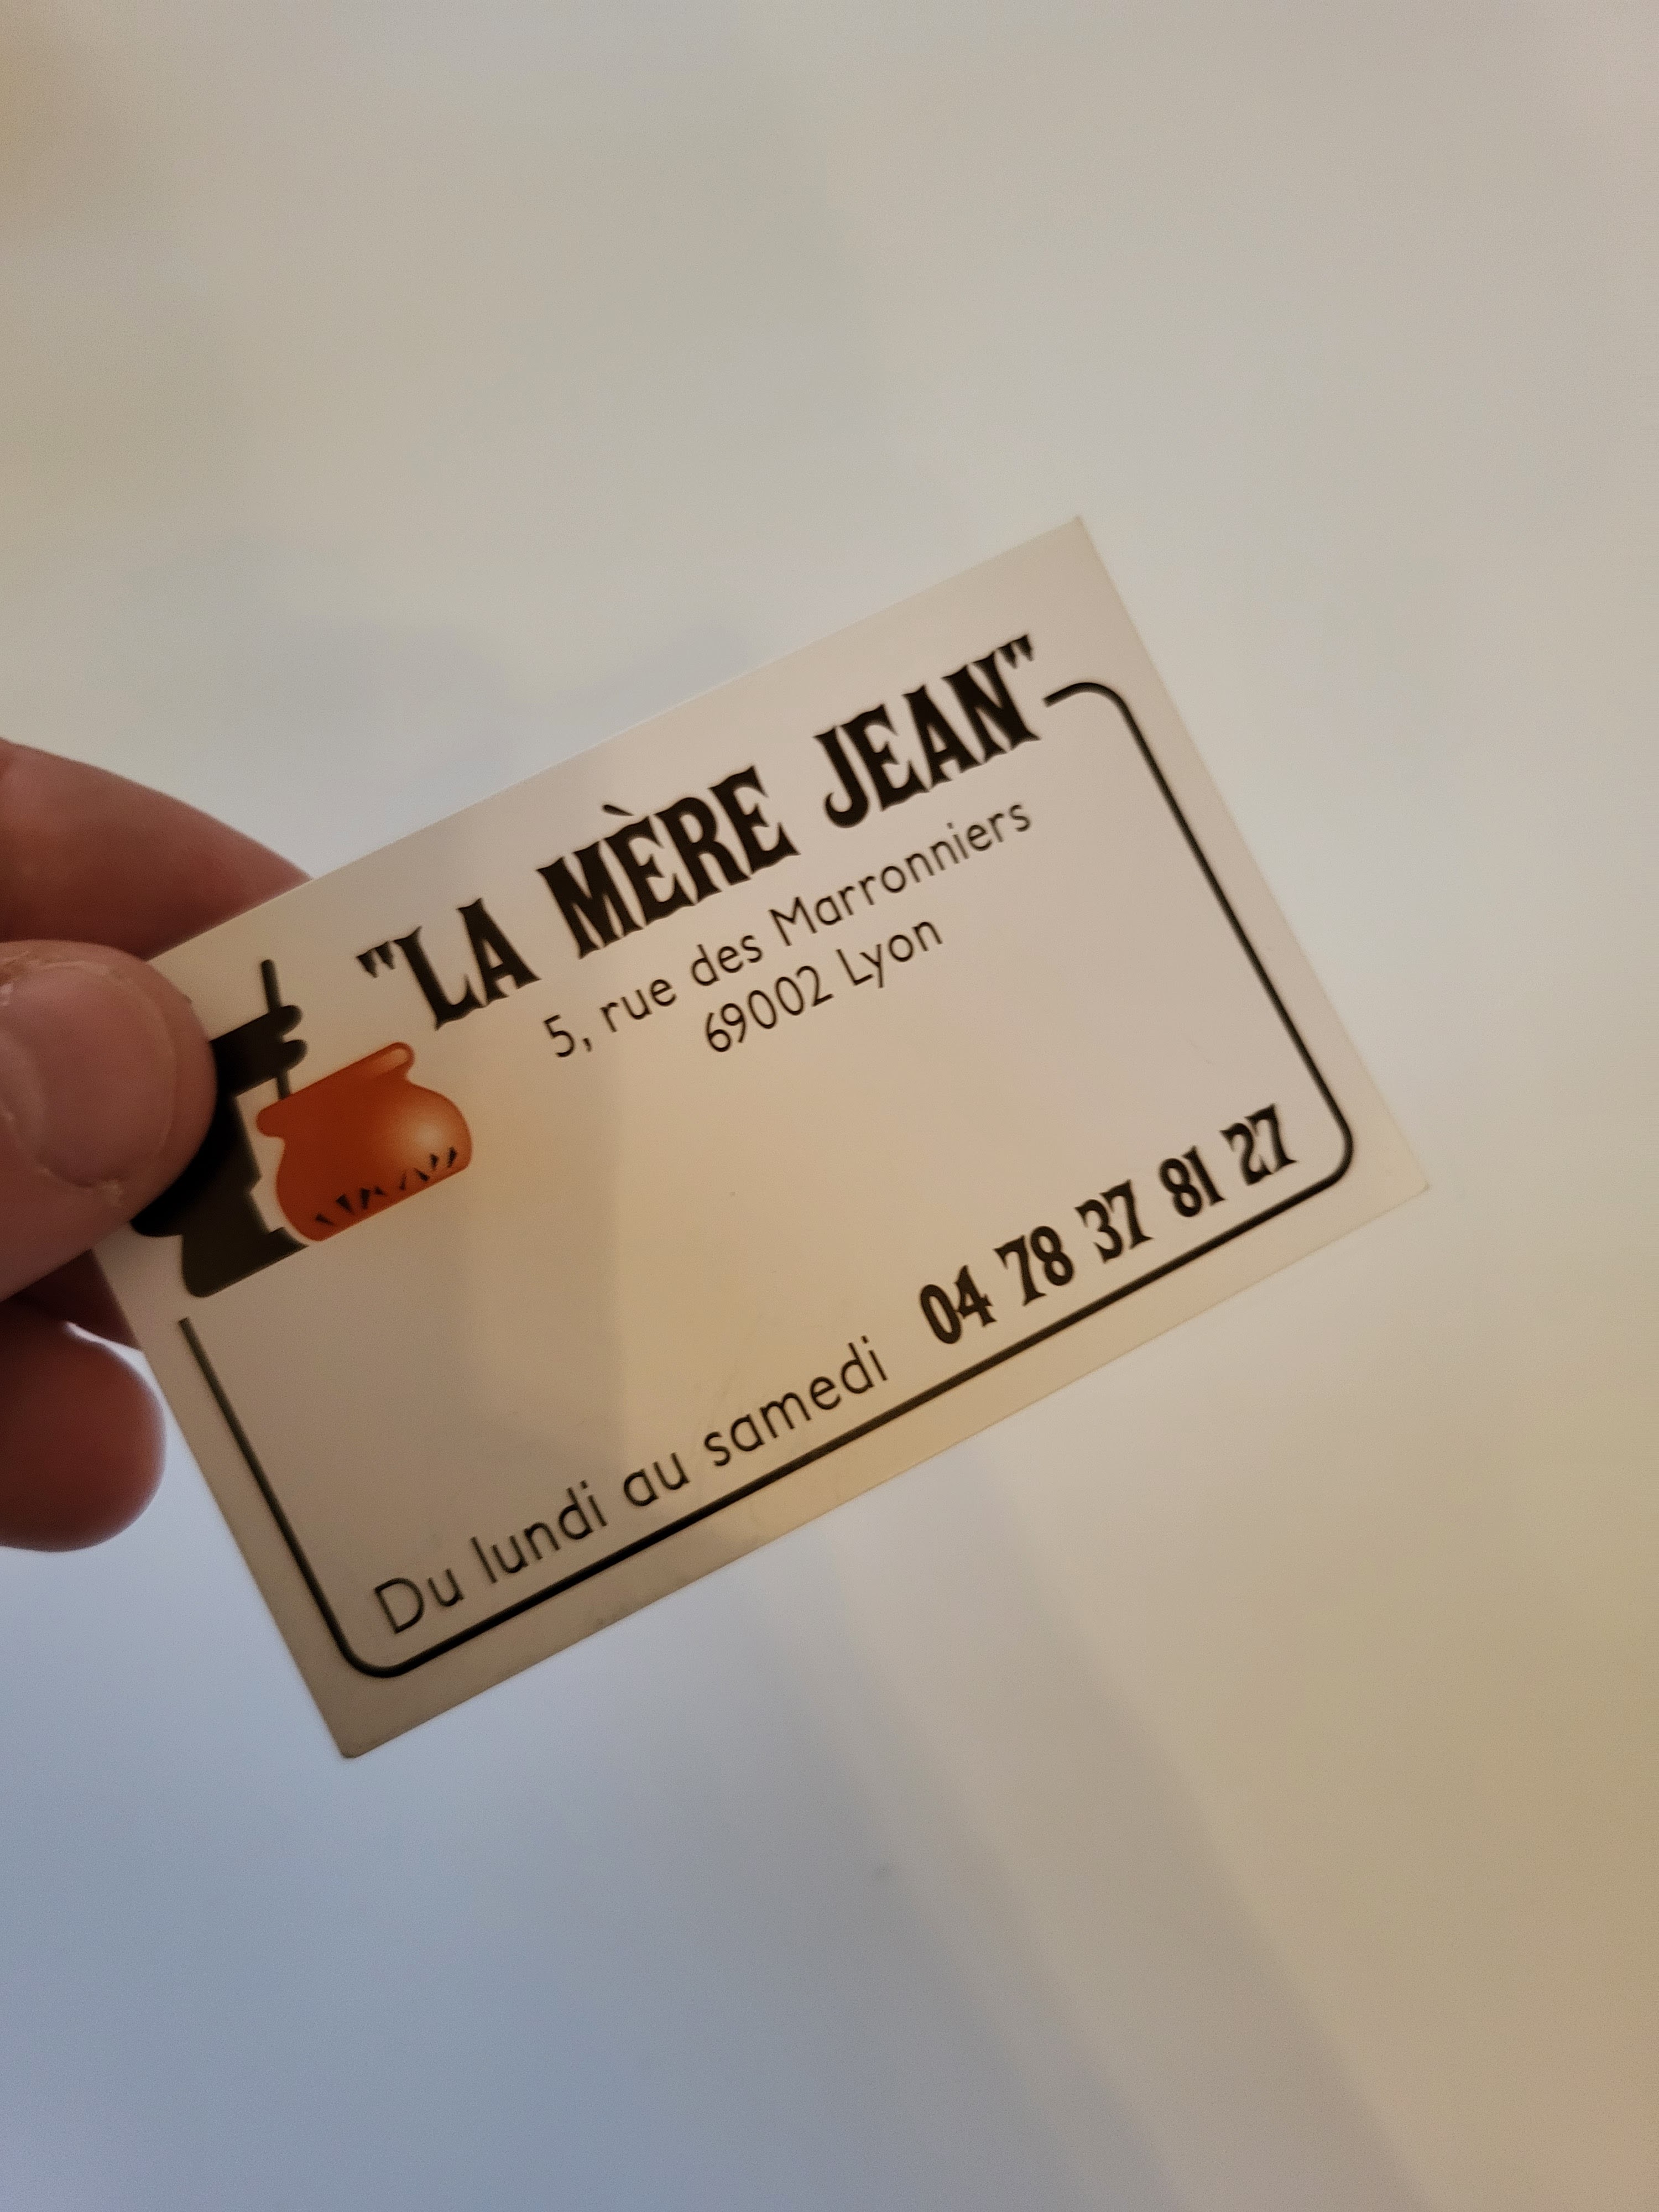 "LA MÈRE JEAN"
5, rue des Marronniers
69002 Lyon
Du lundi au samedi 04 78 37 81 27